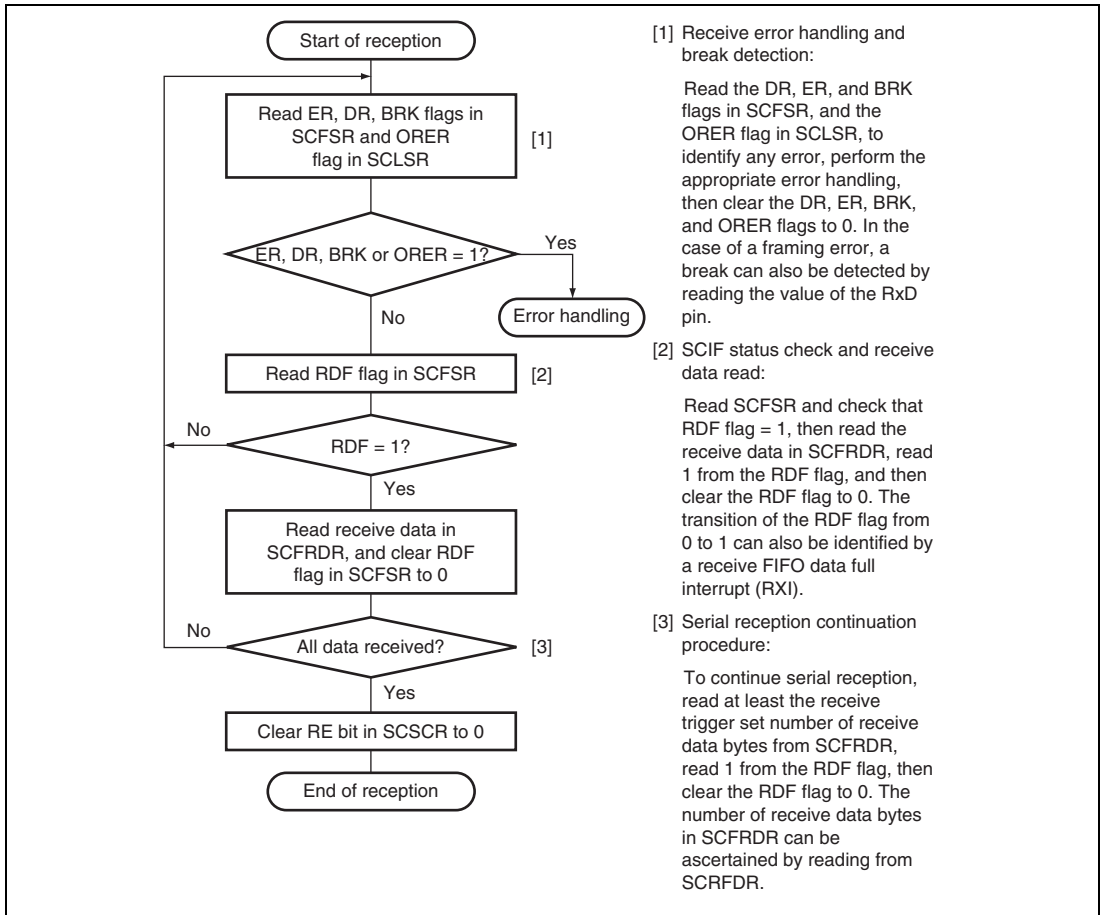 Start of reception
Read ER, DR, BRK flags in
SCFSR and ORER
flag in SCLSR
[1]
ER, DR, BRK or ORER = 1?
Yes
No
Error handling
Read RDF flag in SCFSR
[2]
No
RDF = 1?
Yes
Read receive data in
SCFRDR, and clear RDF
flag in SCFSR to 0
No
All data received?
[3]
Yes
Clear RE bit in SCSCR to 0
End of reception
[1] Receive error handling and
break detection:
Read the DR, ER, and BRK
flags in SCFSR, and the
ORER flag in SCLSR, to
identify any error, perform the
appropriate error handling,
then clear the DR, ER, BRK,
and ORER flags to 0. In the
case of a framing error, a
break can also be detected by
reading the value of the RxD
pin.
[2] SCIF status check and receive
data read:
Read SCFSR and check that
RDF flag = 1, then read the
receive data in SCFRDR, read
1 from the RDF flag, and then
clear the RDF flag to 0. The
transition of the RDF flag from
0 to 1 can also be identified by
a receive FIFO data full
interrupt (RXI).
[3] Serial reception continuation
procedure:
To continue serial reception,
read at least the receive
trigger set number of receive
data bytes from SCFRDR,
read 1 from the RDF flag, then
clear the RDF flag to 0. The
number of receive data bytes
in SCFRDR can be
ascertained by reading from
SCRFDR.